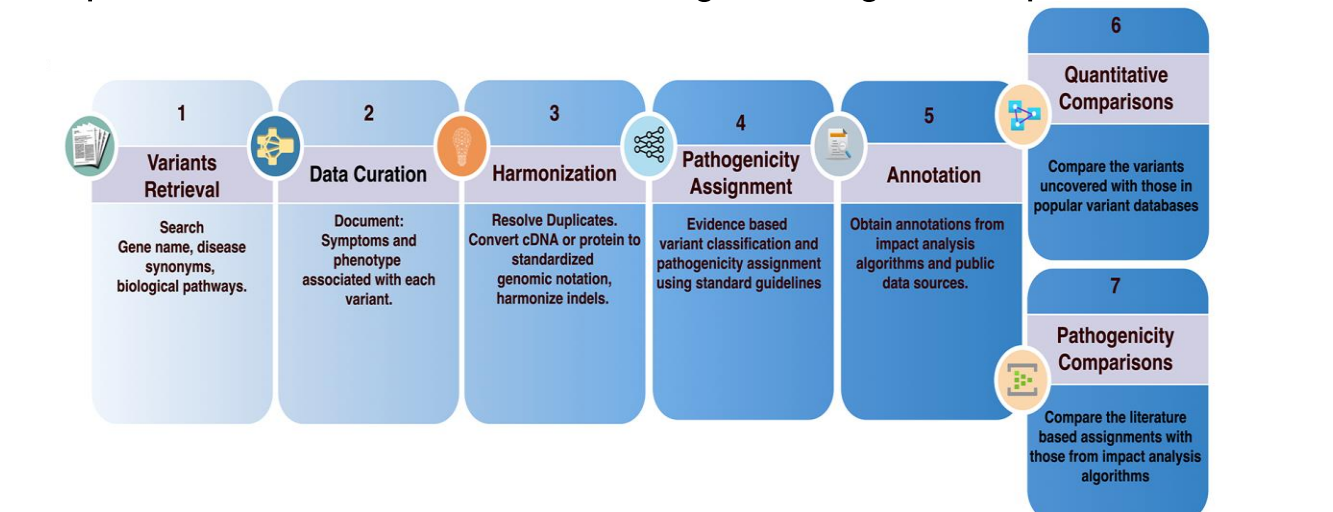 1
Variants
Retrieval
Search
Gene name, disease
synonyms,
biological pathways.
2
Data Curation
Document:
Symptoms and
phenotype
associated with each
variant.
3
Harmonization
Resolve Duplicates.
Convert cDNA or protein to
standardized
genomic notation,
harmonize indels.
4
Pathogenicity
Assignment
Evidence based
variant classification and
pathogenicity assignment
using standard guidelines
5
Annotation
Obtain annotations from
impact analysis
algorithms and public
data sources.
6
Quantitative
Comparisons
Compare the variants
uncovered with those in
popular variant databases
7
Pathogenicity
Comparisons
Compare the literature
based assignments with
those from impact analysis
algorithms